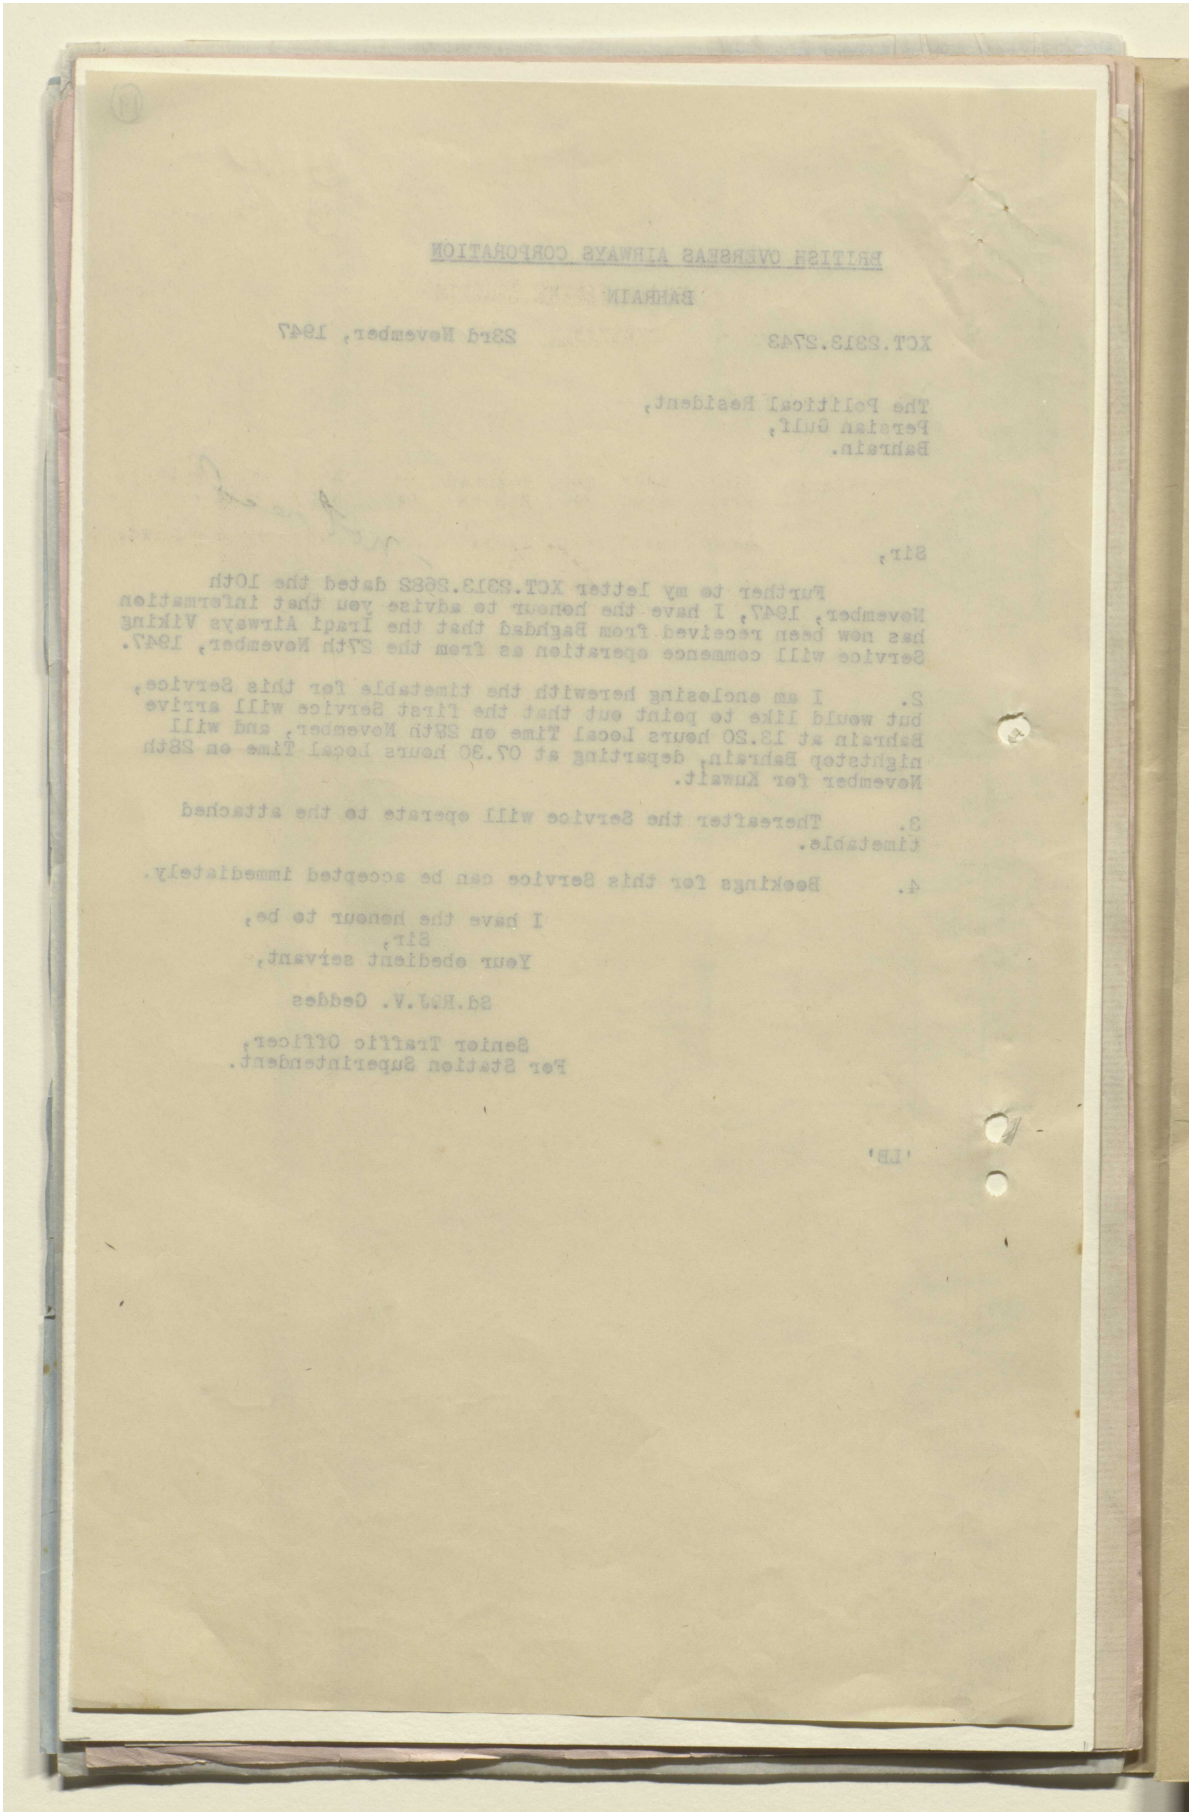 BRITISH OVERSEAS AIRWAYS CORPORATION
BAHRAIN
XCT.2313.2743 23rd November, 1947
The Political Resident,
Persian Gulf,
Bahrain.
Sir,
Further to my letter XCT.2313.2682 dated the 10th
November, 1947, I have the honour to advise you that information
has now been received from Baghdad that the Iraqi Airways Viking
Service will commence operation as from the 27th November, 1947.
2. I am enclosing herewith the timetable for this Service,
but would like to point out that the first Service will arrive
Bahrain at 13.20 hours Local Time on 27th November, and will
nightstop Bahrain, departing at 07.30 hours Local Time on 28th
November for Kuwait.
3. Thereafter the Service will operate to the attached
timetable.
4. Bookings for this Service can be accepted immediately.
I have the honour to be,
Sir,
Your obedient servant,
Sd.R.J.V. Geddes
Senior Traffic Officer,
For Station Superintendent.
'LB'